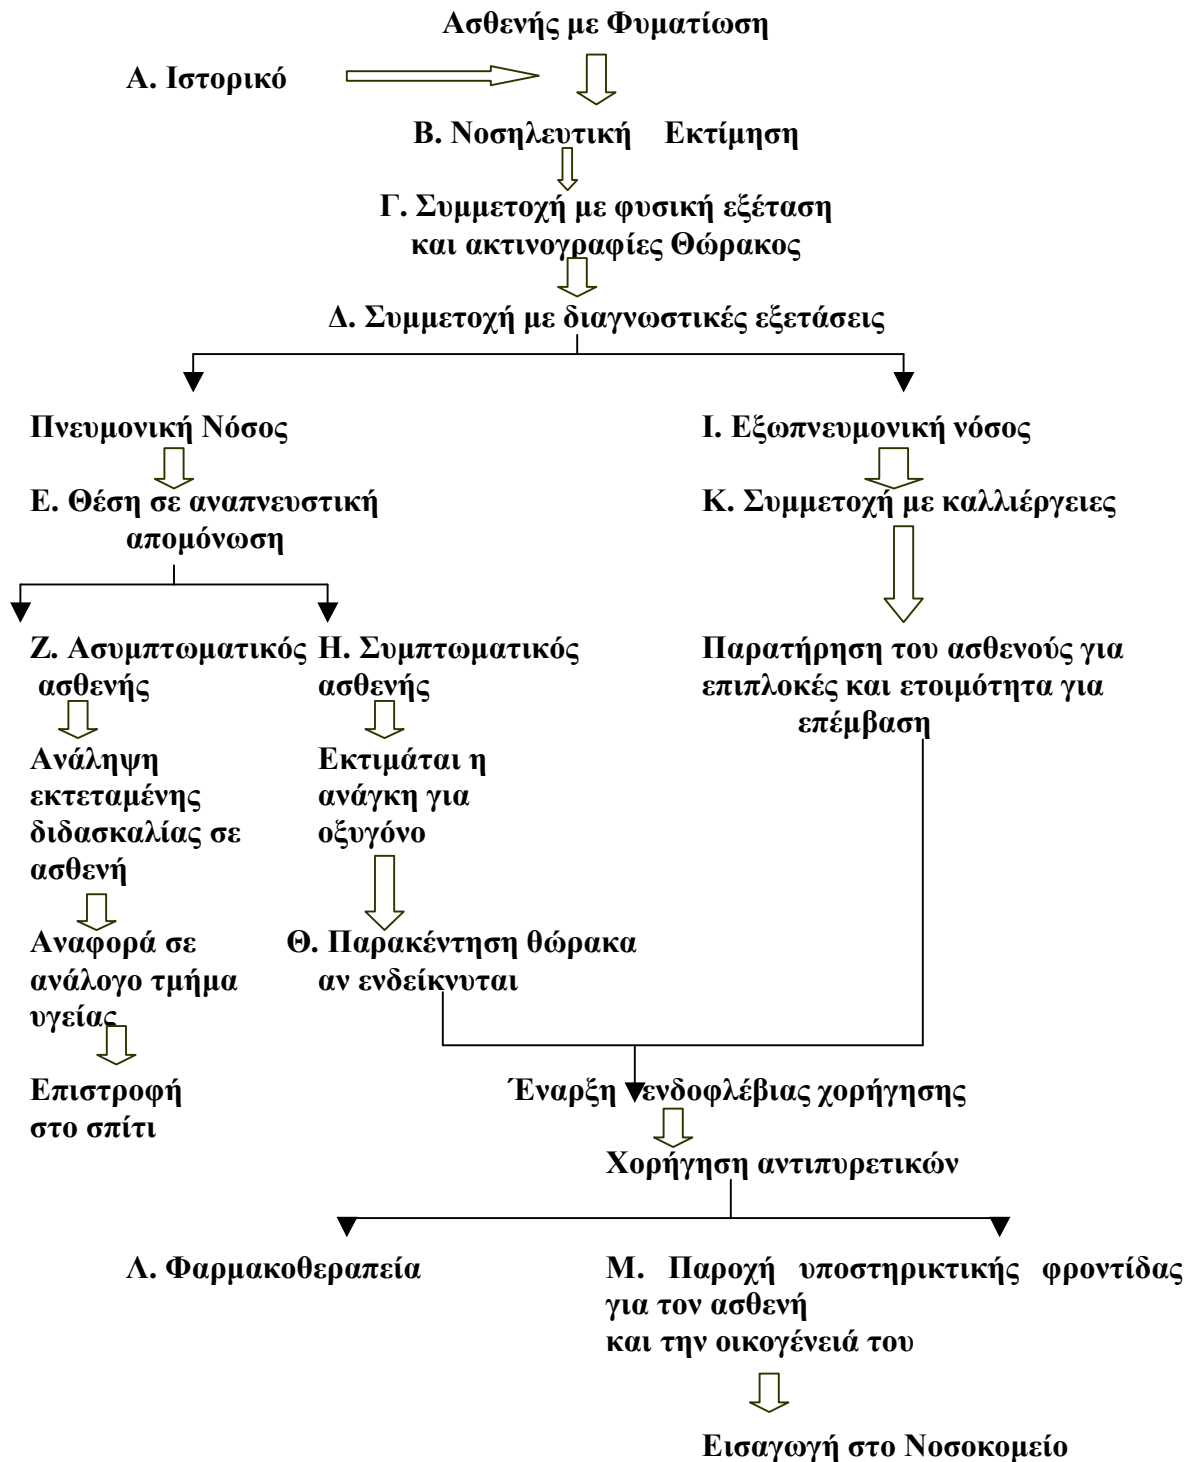 Ασθενής με Φυματίωση
Α. Ιστορικό
Β. Νοσηλευτική Εκτίμηση
Γ. Συμμετοχή με φυσική εξέταση
και ακτινογραφίες Θώρακος
Δ. Συμμετοχή με διαγνωστικές εξετάσεις
Πνευμονική Νόσος
Ι. Εξωπνευμονική νόσος
Ε. Θέση σε αναπνευστική
απομόνωση
Κ. Συμμετοχή με καλλιέργειες
Ζ. Ασυμπτωματικός
ασθενής
Η. Συμπτωματικός
ασθενής
Παρατήρηση του ασθενούς για
επιπλοκές και ετοιμότητα για
επέμβαση
Ανάληψη
εκτεταμένης
διδασκαλίας σε
ασθενή
Εκτιμάται η
ανάγκη για
οξυγόνο
Αναφορά σε
ανάλογο τμήμα
υγείας
Θ. Παρακέντηση θώρακα
αν ενδείκνυται
Επιστροφή
στο σπίτι
Έναρξη ενδοφλέβιας χορήγησης
Χορήγηση αντιπυρετικών
Λ. Φαρμακοθεραπεία
Μ. Παροχή υποστηρικτικής φροντίδας
για τον ασθενή
και την οικογένειά του
Εισαγωγή στο Νοσοκομείο